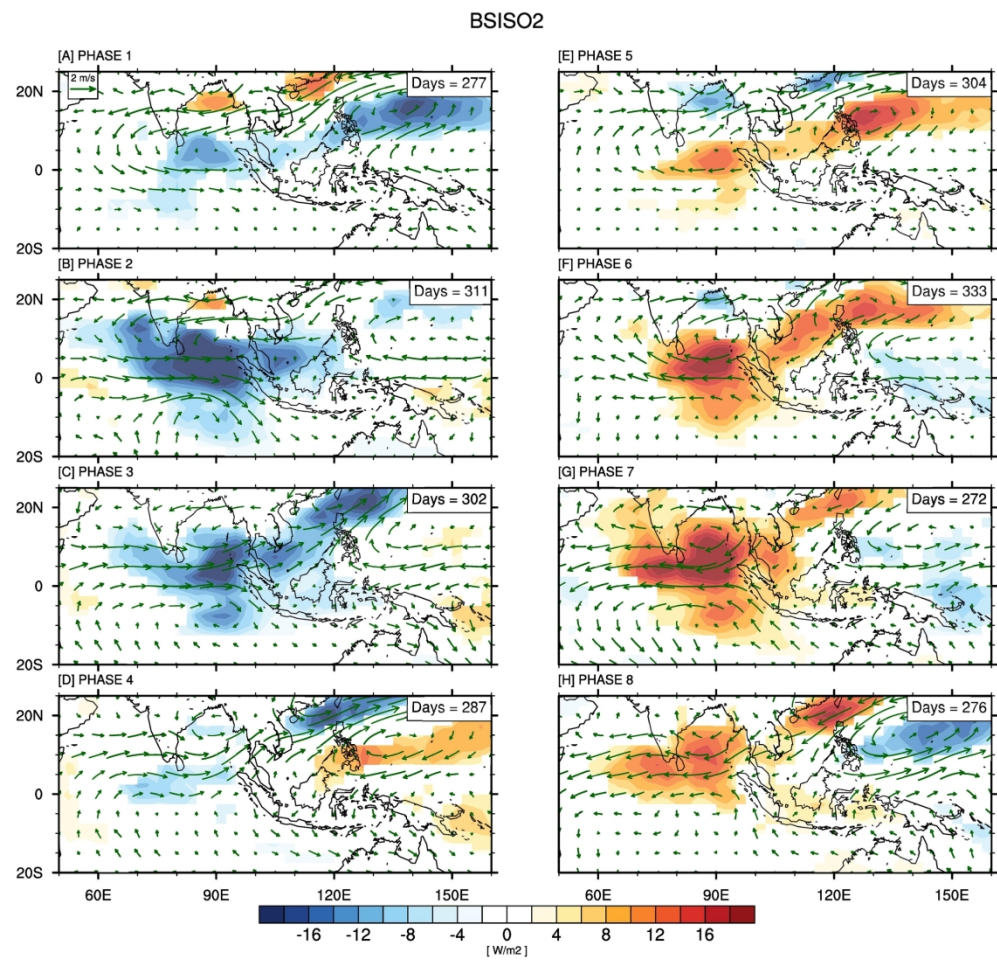 BSISO2
[A] PHASE 1
2 m/s
Days = 277
20N
0
20S
[B] PHASE 2
Days = 311
20N
0
20S
[C] PHASE 3
Days = 302
20N
0
20S
[D] PHASE 4
Days = 287
20N
0
20S
60E 90E 120E 150E
[E] PHASE 5
Days = 304
[F] PHASE 6
Days = 333
[G] PHASE 7
Days = 272
[H] PHASE 8
Days = 276
60E 90E 120E 150E
-16 -12 -8 -4 0 4 8 12 16
[ W/m2 ]